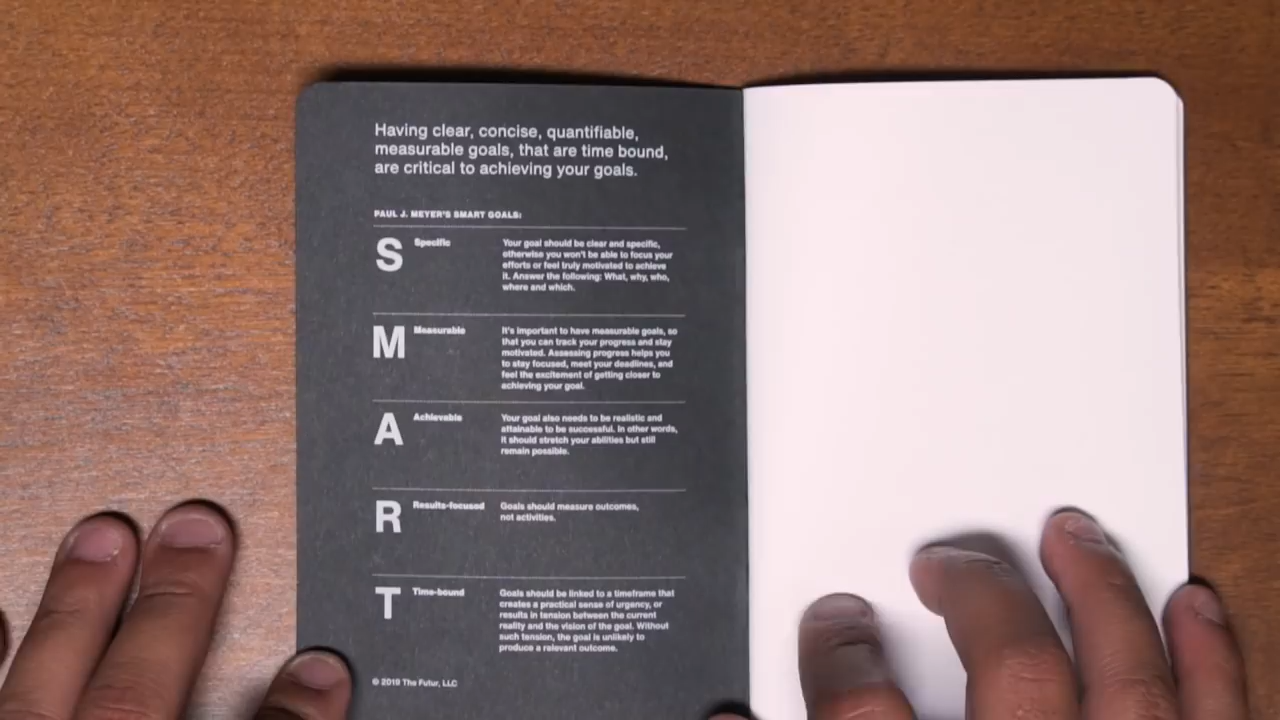 Having clear, concise, quantifiable,
measurable goals, that are time bound,
are critical to achieving your goals.
PAUL J. MEYER'S SMART GOALS:
S Specific
Your goal should be clear and specific,
otherwise you won't be able to focus your
efforts or feel truly motivated to achieve
it. Answer the following: What, why, who,
where and which.
M Measurable
It's important to have measurable goals, so
that you can track your progress and stay
motivated. Assessing progress helps you
to stay focused, meet your deadlines, and
feel the excitement of getting closer to
achieving your goal.
A Achievable
Your goal also needs to be realistic and
attainable to be successful. In other words,
it should stretch your abilities but still
remain possible.
R Results-focused
Goals should measure outcomes,
not activities.
T Time-bound
Goals should be linked to a timeframe that
creates a practical sense of urgency, or
results in tension between the current
reality and the vision of the goal. Without
such tension, the goal is unlikely to
produce a relevant outcome.
© 2019 The Futur, LLC